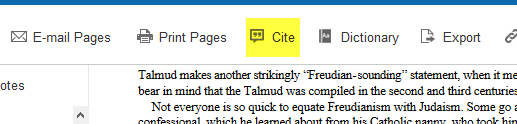 E-mail Pages Print Pages Cite Dictionary Export
otes
Talmud makes another strikingly “Freudian-sounding” statement, when it me
bear in mind that the Talmud was compiled in the second and third centuries
Not everyone is so quick to equate Freudianism with Judaism. Some go a
confessional, which he learned about from his Catholic nanny, who took him